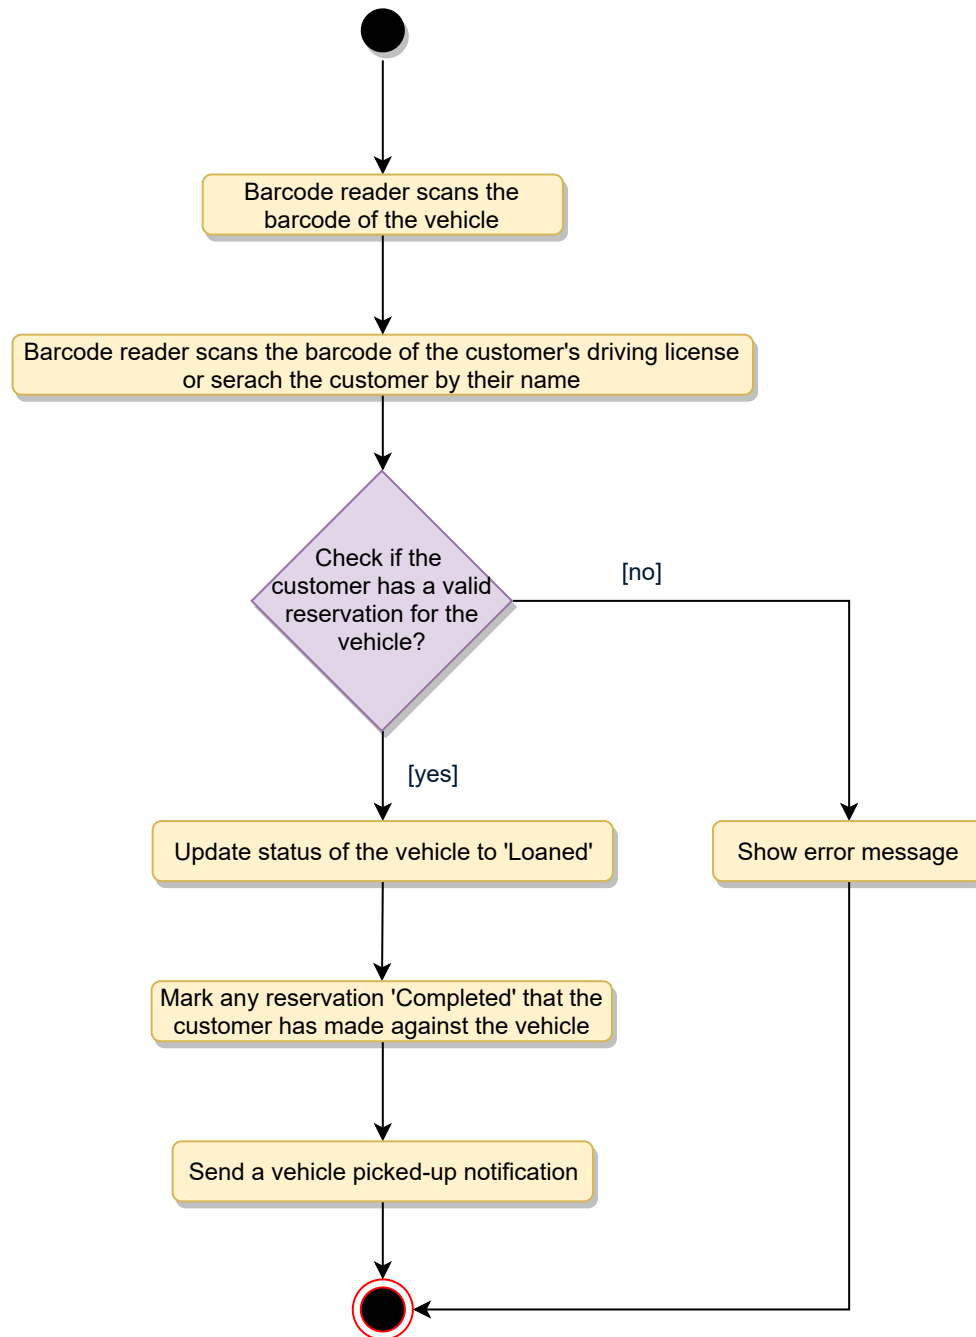 Barcode reader scans the
barcode of the vehicle
Barcode reader scans the barcode of the customer's driving license
or serach the customer by their name
Check if the
customer has a valid
reservation for the
vehicle?
[no]
[yes]
Update status of the vehicle to 'Loaned'
Show error message
Mark any reservation 'Completed' that the
customer has made against the vehicle
Send a vehicle picked-up notification